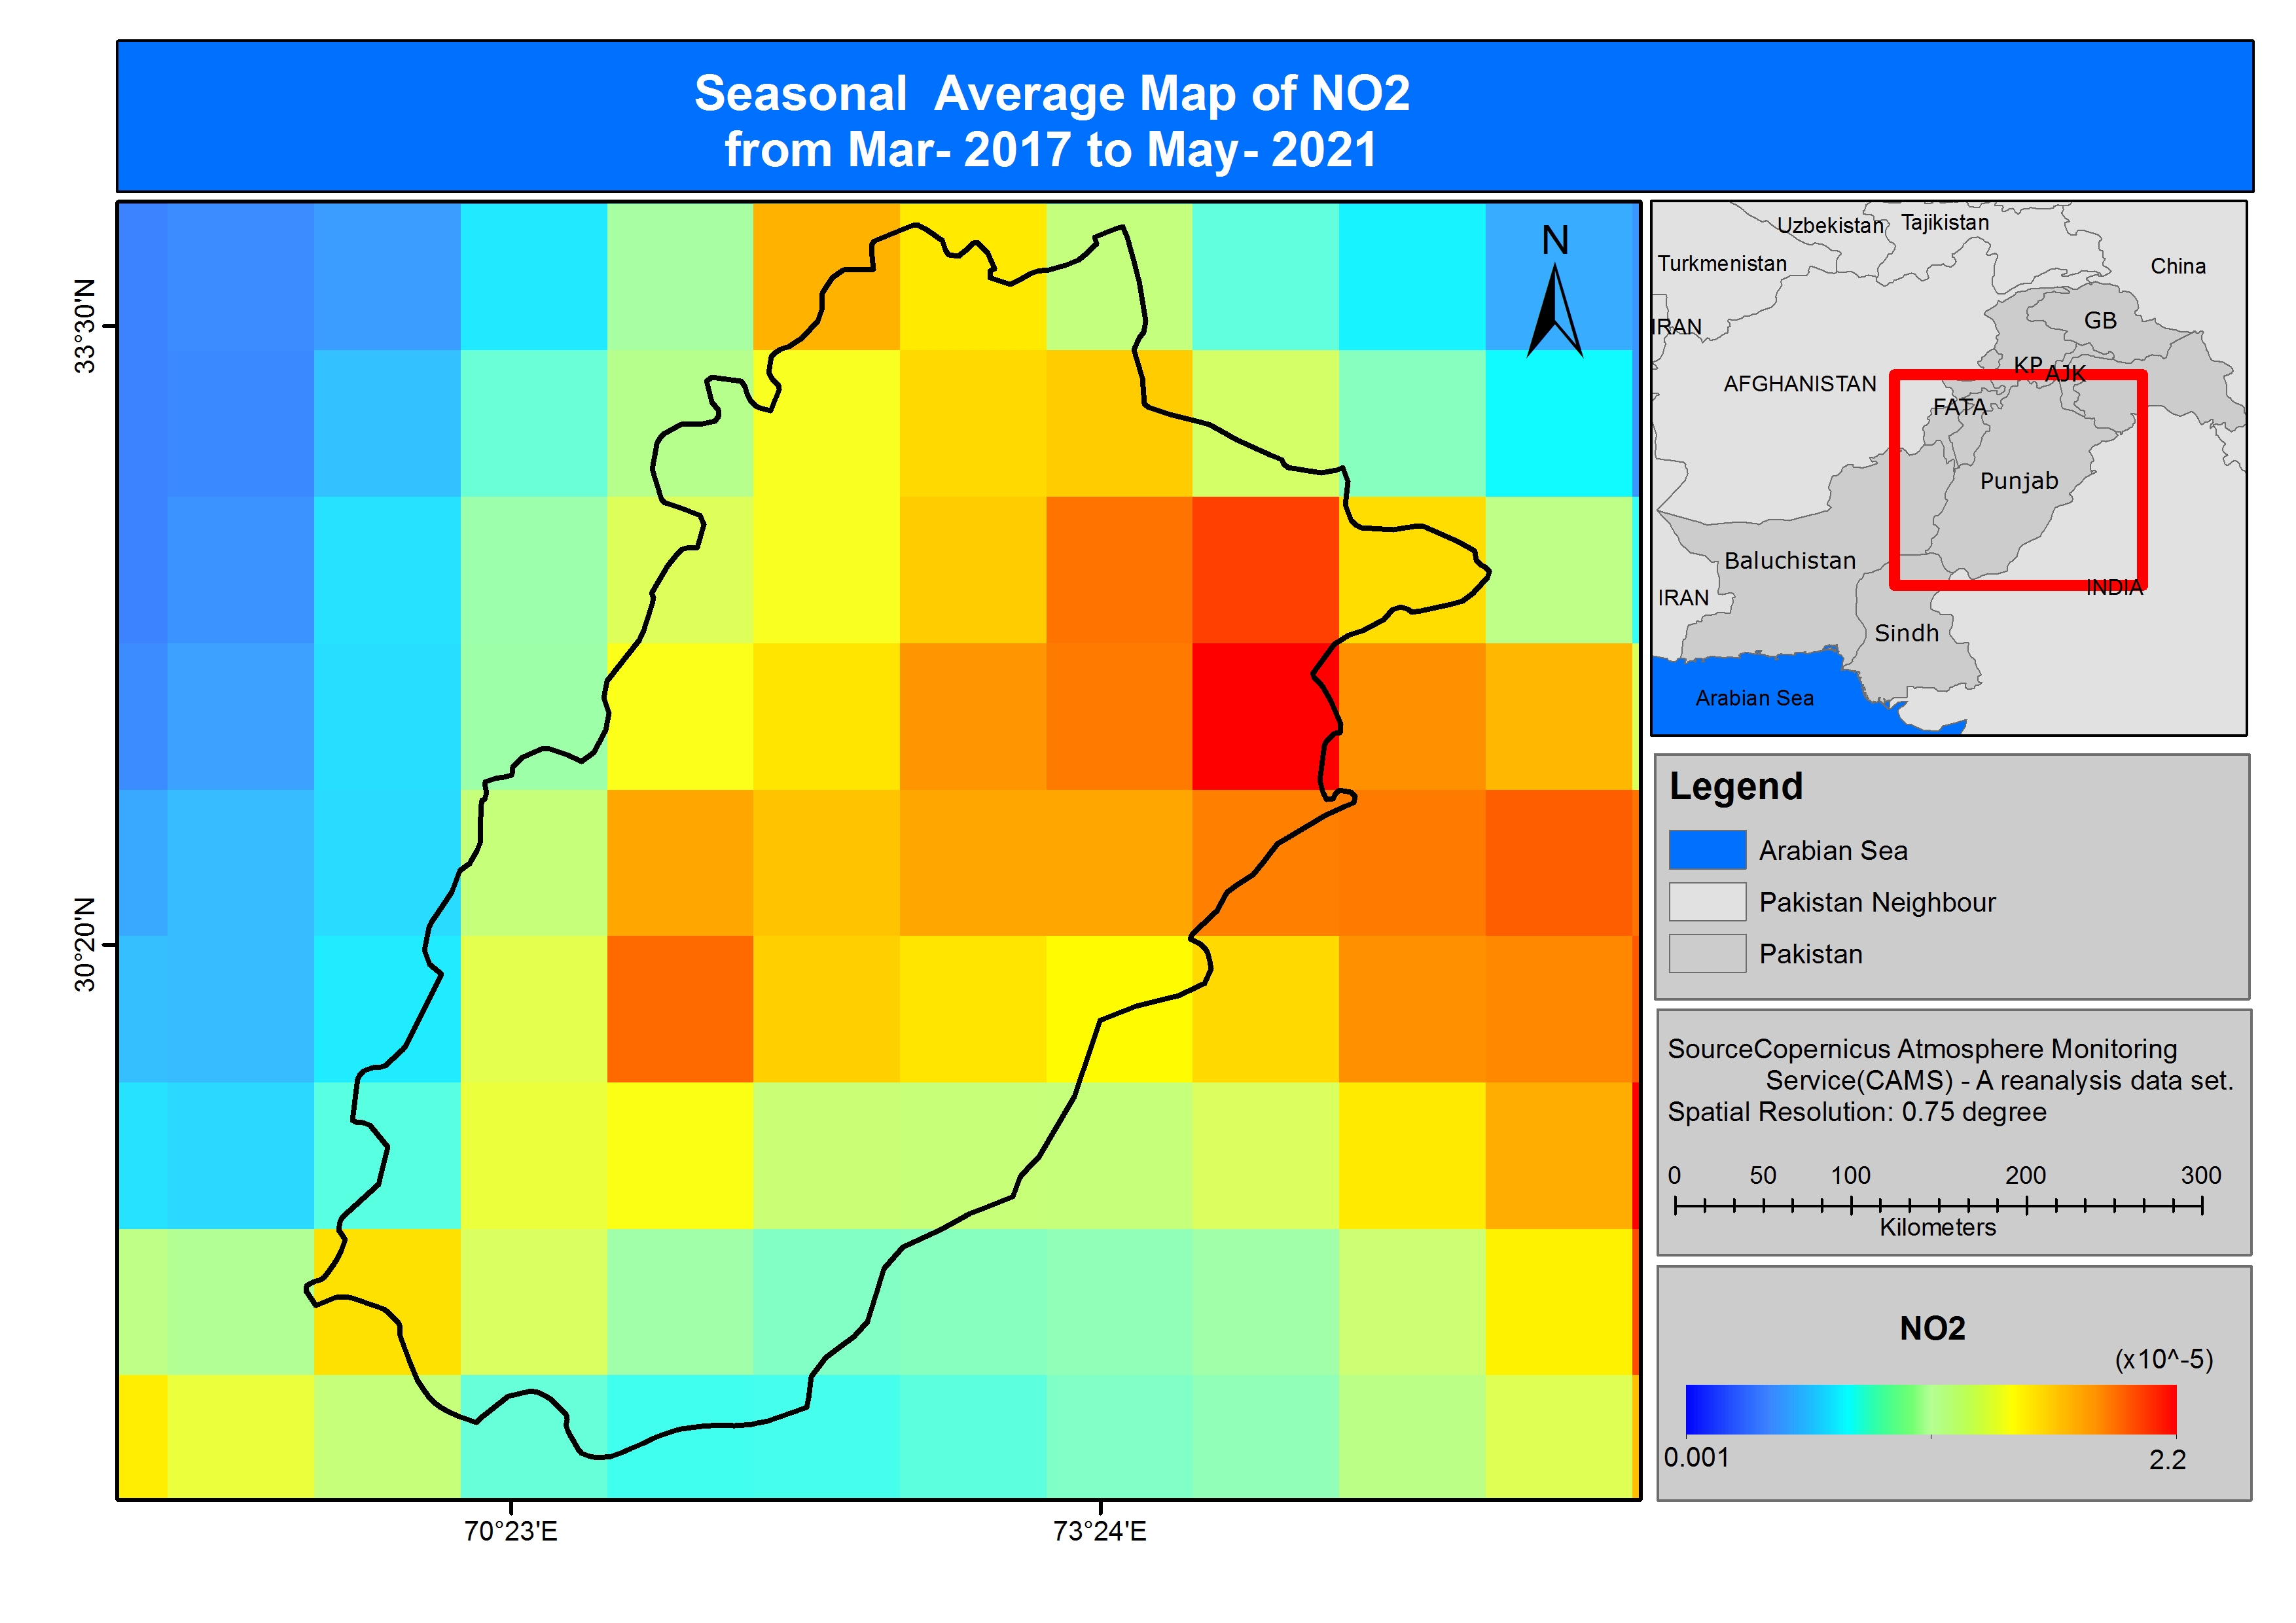 Seasonal  Average Map of NO2
from Mar- 2017 to May- 2021
33°30'N
30°20'N
70°23'E
73°24'E
N
Uzbekistan
Tajikistan
Turkmenistan
China
IRAN
GB
KP
AJK
AFGHANISTAN
FATA
Punjab
Baluchistan
IRAN
INDIA
Sindh
Arabian Sea
Legend
Arabian Sea
Pakistan Neighbour
Pakistan
SourceCopernicus Atmosphere Monitoring
Service(CAMS) - A reanalysis data set.
Spatial Resolution: 0.75 degree
0 50 100 200 300
Kilometers
NO2
(x10^-5)
0.001
2.2